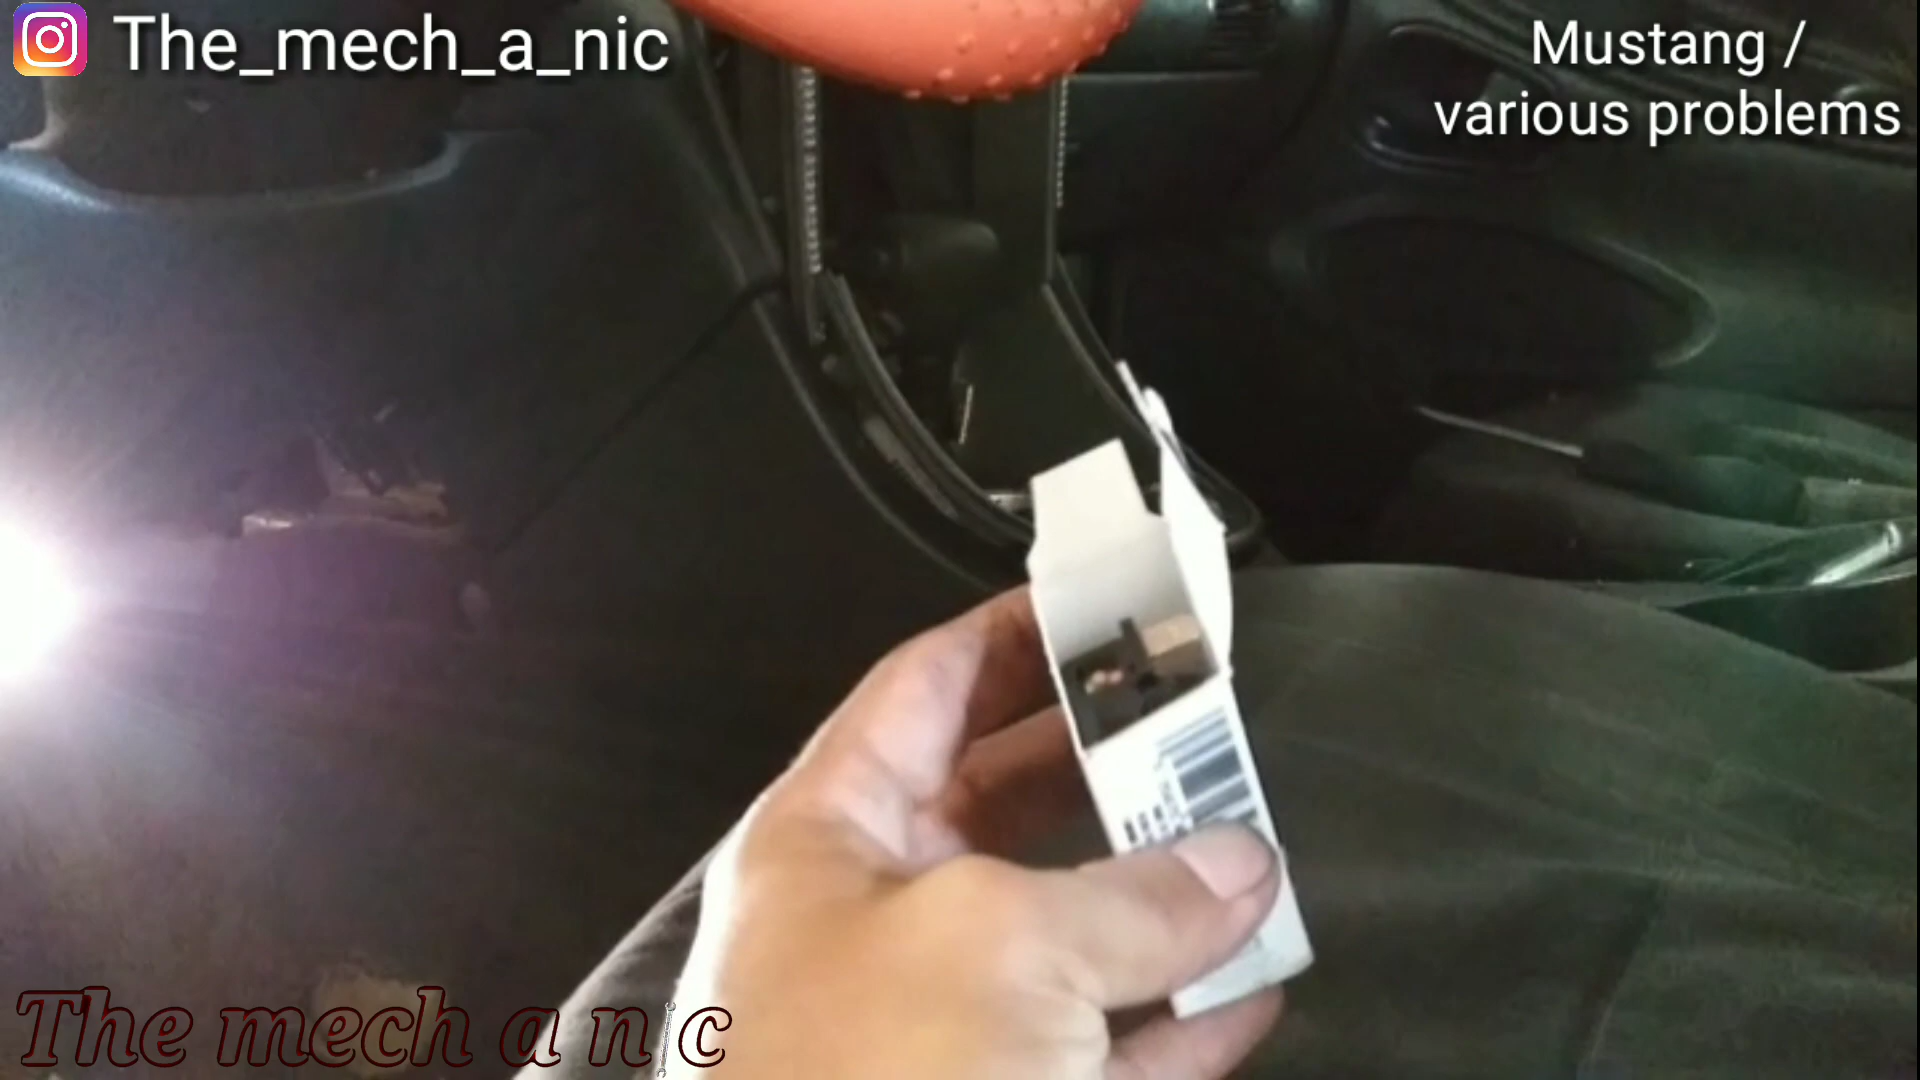 The_mech_a_nic
Mustang /
various problems
The mech a nic